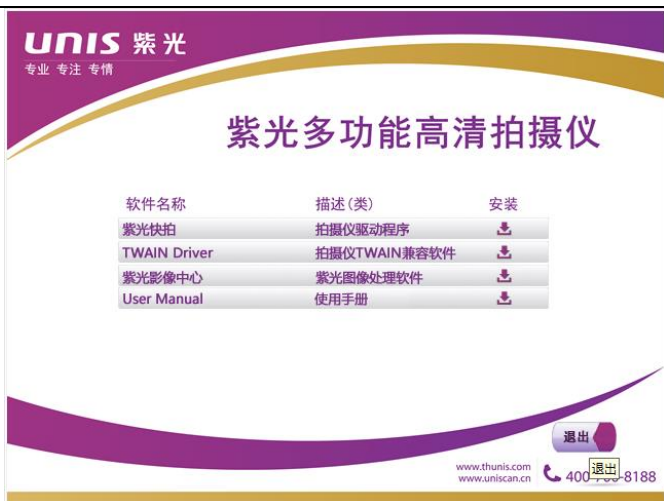 UNIS 紫光
专业 专注 专情
紫光多功能高清拍摄仪
软件名称 描述(类) 安装
紫光快拍 拍摄仪驱动程序
TWAIN Driver 拍摄仪TWAIN兼容软件
紫光影像中心 紫光图像处理软件
User Manual 使用手册
退出
退出
www.thunis.com
www.uniscan.cn
400- -8188